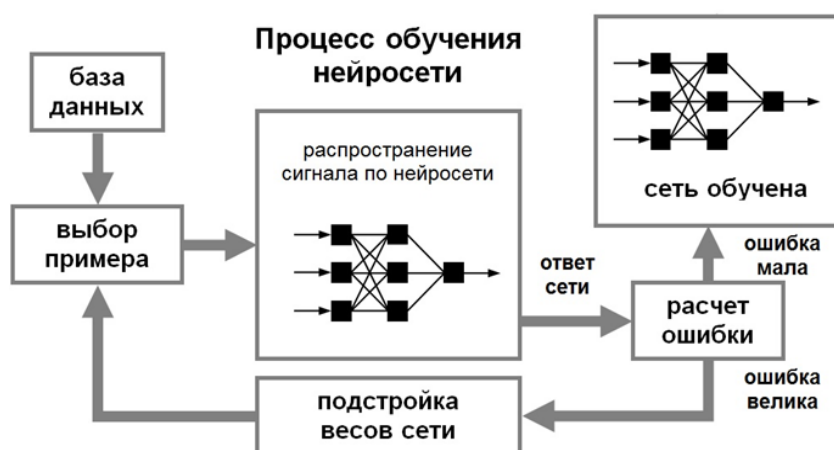 Процесс обучения
нейросети
база
данных
выбор
примера
распространение
сигнала по нейросети
ответ
сети
расчет
ошибки
ошибка
мала
сеть обучена
ошибка
велика
подстройка
весов сети